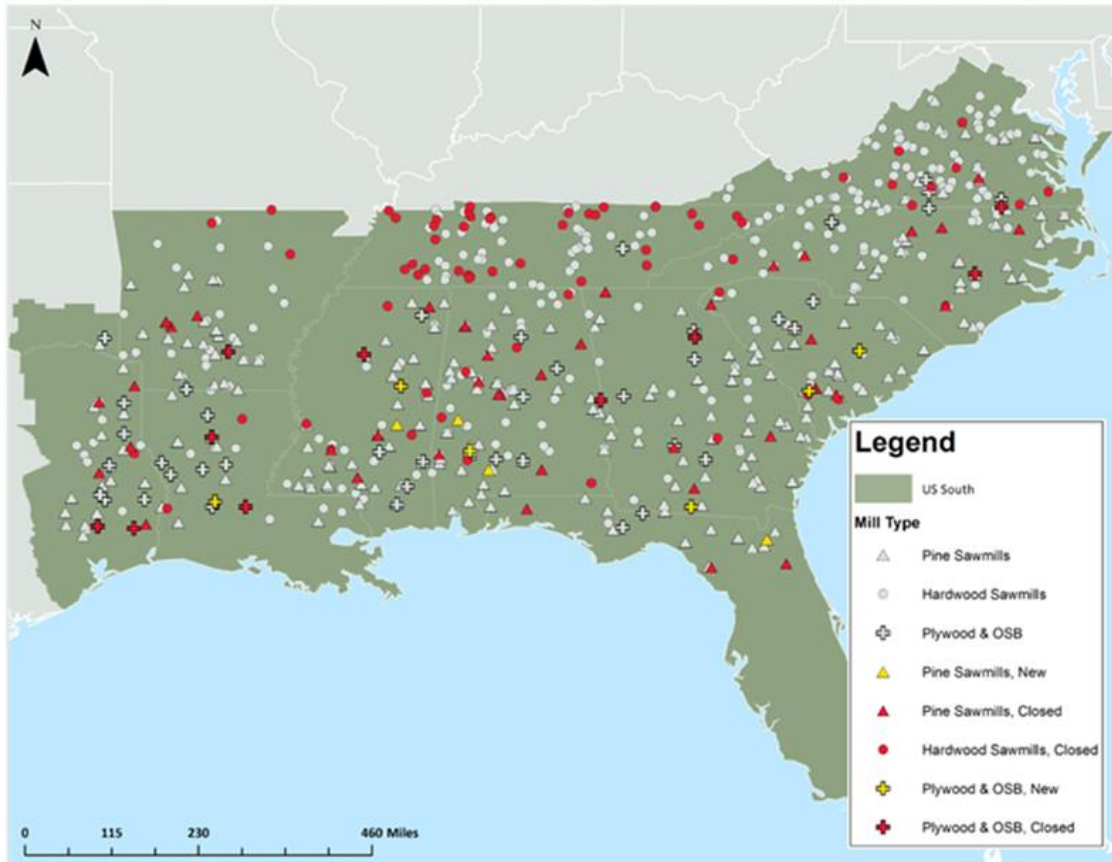 N
Legend
US South
Mill Type
Pine Sawmills
Hardwood Sawmills
Plywood & OSB
Pine Sawmills, New
Pine Sawmills, Closed
Hardwood Sawmills, Closed
Plywood & OSB, New
Plywood & OSB, Closed
0 115 230 460 Miles